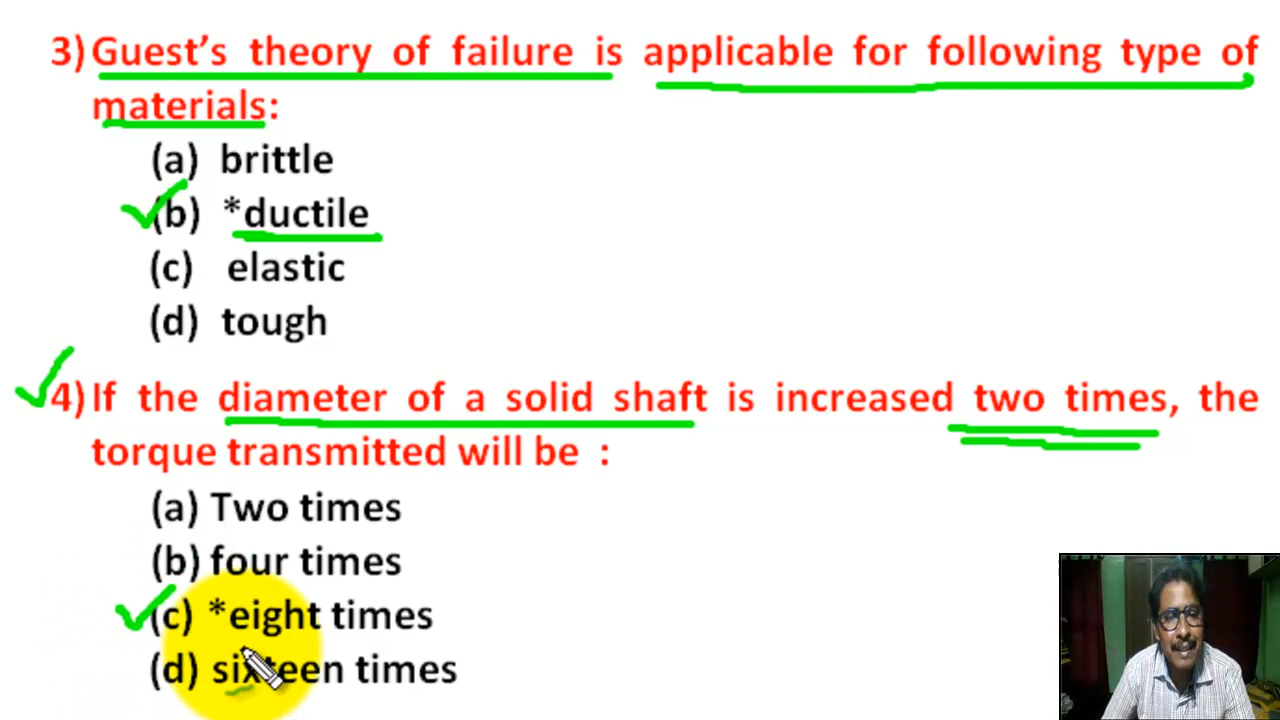 3) Guest's theory of failure is applicable for following type of
materials:
(a) brittle
(b) *ductile
(c) elastic
(d) tough
4) If the diameter of a solid shaft is increased two times, the
torque transmitted will be :
(a) Two times
(b) four times
(c) *eight times
(d) sixteen times